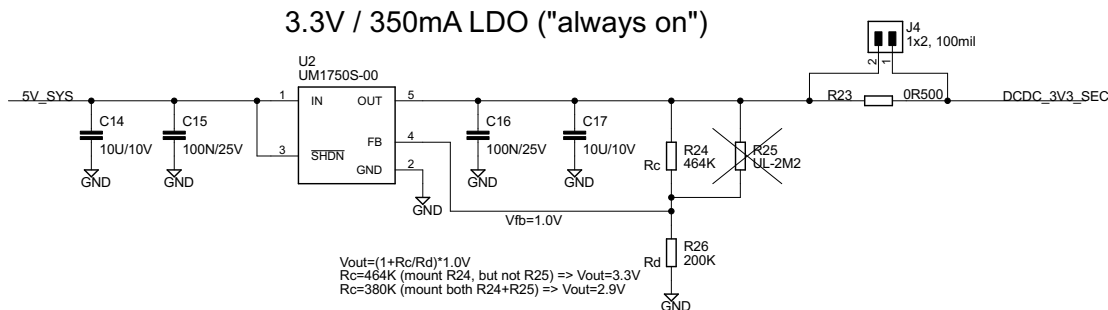 3.3V / 350mA LDO ("always on")
J4
1x2, 100mil
2
1
U2
UM1750S-00
5V_SYS
1
IN
OUT
5
R23
0R500
DCDC_3V3_SEC
C14
10U/10V
C15
100N/25V
3
SHDN
FB
4
GND
2
C16
100N/25V
C17
10U/10V
Rc
R24
464K
R25
UL-2M2
GND
GND
GND
GND
GND
Vfb=1.0V
Rd
R26
200K
Vout=(1+Rc/Rd)*1.0V
Rc=464K (mount R24, but not R25) => Vout=3.3V
Rc=380K (mount both R24+R25) => Vout=2.9V
GND